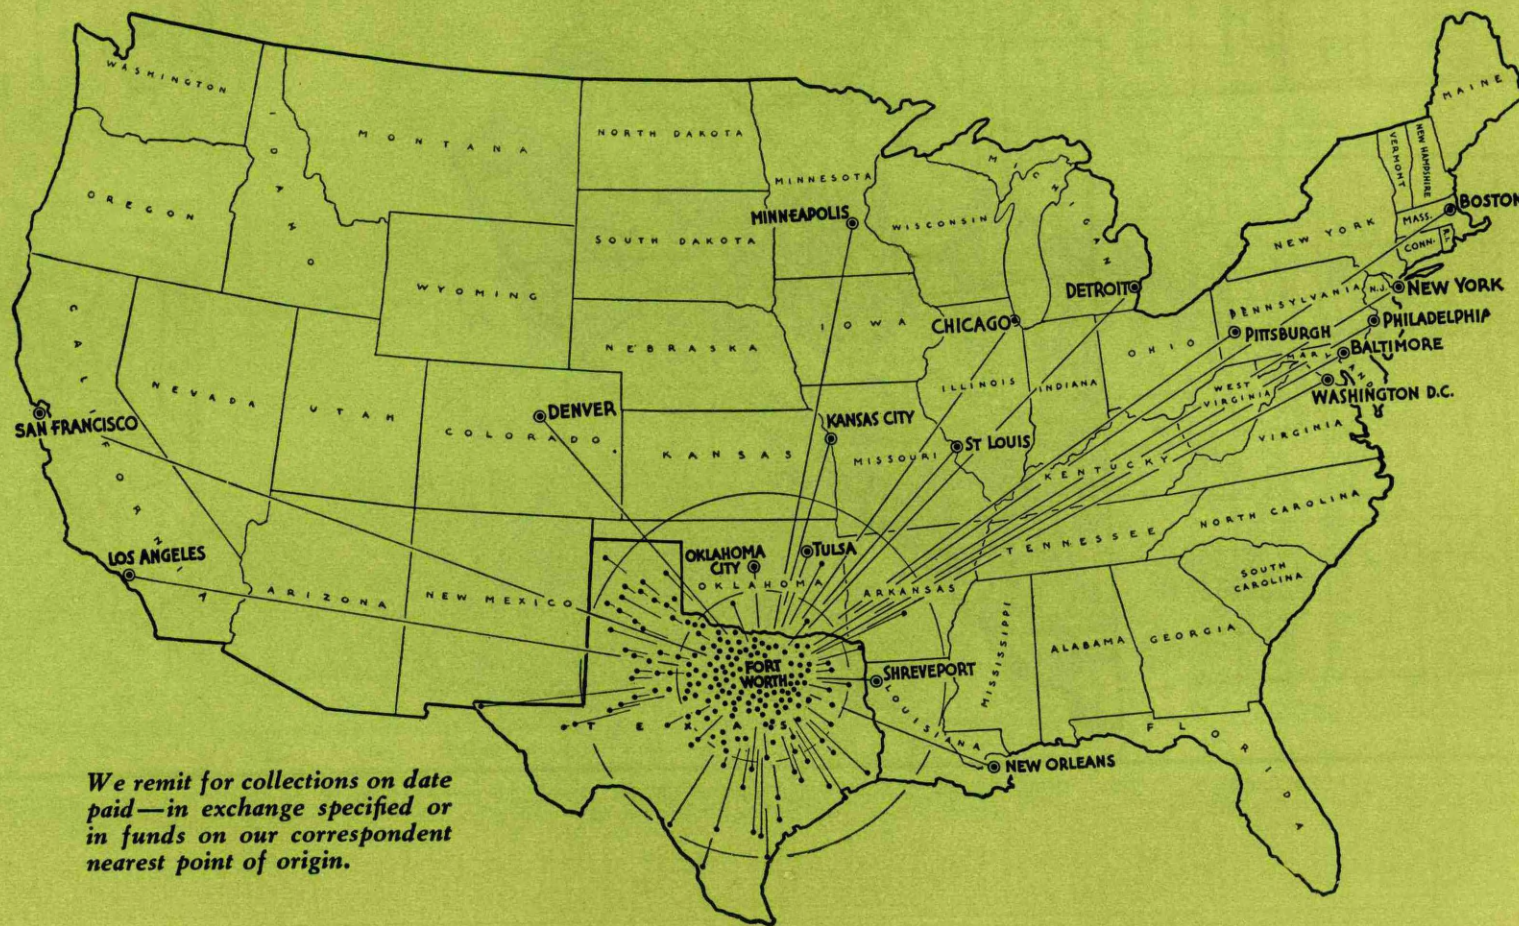 WASHINGTON
MONTANA
IDAHO
OREGON
NORTH DAKOTA
MINNESOTA
MINNEAPOLIS
SOUTH DAKOTA
WYOMING
WISCONSIN
MICHIGAN
MAINE
VERMONT
NEW HAMPSHIRE
NEW YORK
MASS.
BOSTON
CONN.
R.I.
CALIFORNIA
NEVADA
UTAH
NEBRASKA
IOWA
CHICAGO
DETROIT
PENNSYLVANIA
N.J.
NEW YORK
PITTSBURGH
PHILADELPHIA
OHIO
MARYLAND
BALTIMORE
SAN FRANCISCO
DENVER
COLORADO
KANSAS
KANSAS CITY
MISSOURI
ILLINOIS
INDIANA
ST LOUIS
WEST
VIRGINIA
WASHINGTON D.C.
VIRGINIA
KENTUCKY
LOS ANGELES
ARIZONA
NEW MEXICO
OKLAHOMA
CITY
TULSA
OKLAHOMA
ARKANSAS
TENNESSEE
NORTH CAROLINA
SOUTH
CAROLINA
FORT
WORTH
TEXAS
SHREVEPORT
LOUISIANA
MISSISSIPPI
ALABAMA
GEORGIA
NEW ORLEANS
FLORIDA
We remit for collections on date
paid—in exchange specified or
in funds on our correspondent
nearest point of origin.